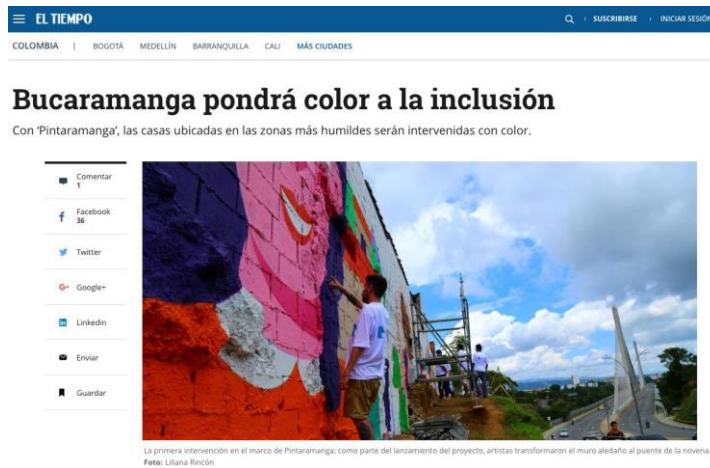 EL TIEMPO
SUSCRIBIRSE
INICIAR SESIÓN
COLOMBIA | BOGOTÁ MEDELLÍN BARRANQUILLA CALI MÁS CIUDADES
Bucaramanga pondrá color a la inclusión
Con ‘Pintaramanga’, las casas ubicadas en las zonas más humildes serán intervenidas con color.
Comentar
1
Facebook
36
Twitter
Google+
Linkedin
Enviar
Guardar
La primera intervención en el marco de Pintaramanga; como parte del lanzamiento del proyecto, artistas transformaron el muro aledaño al puente de la novena.
Foto: Liliana Rincón